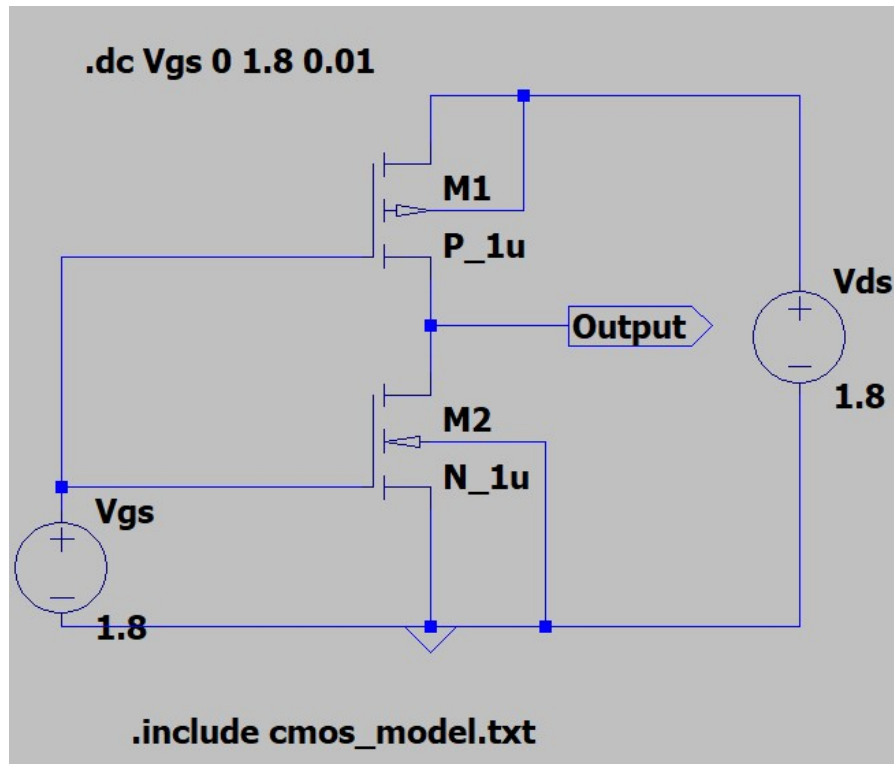 .dc Vgs 0 1.8 0.01
M1
P_1u
Vds
Output
1.8
M2
N_1u
Vgs
1.8
.include cmos_model.txt